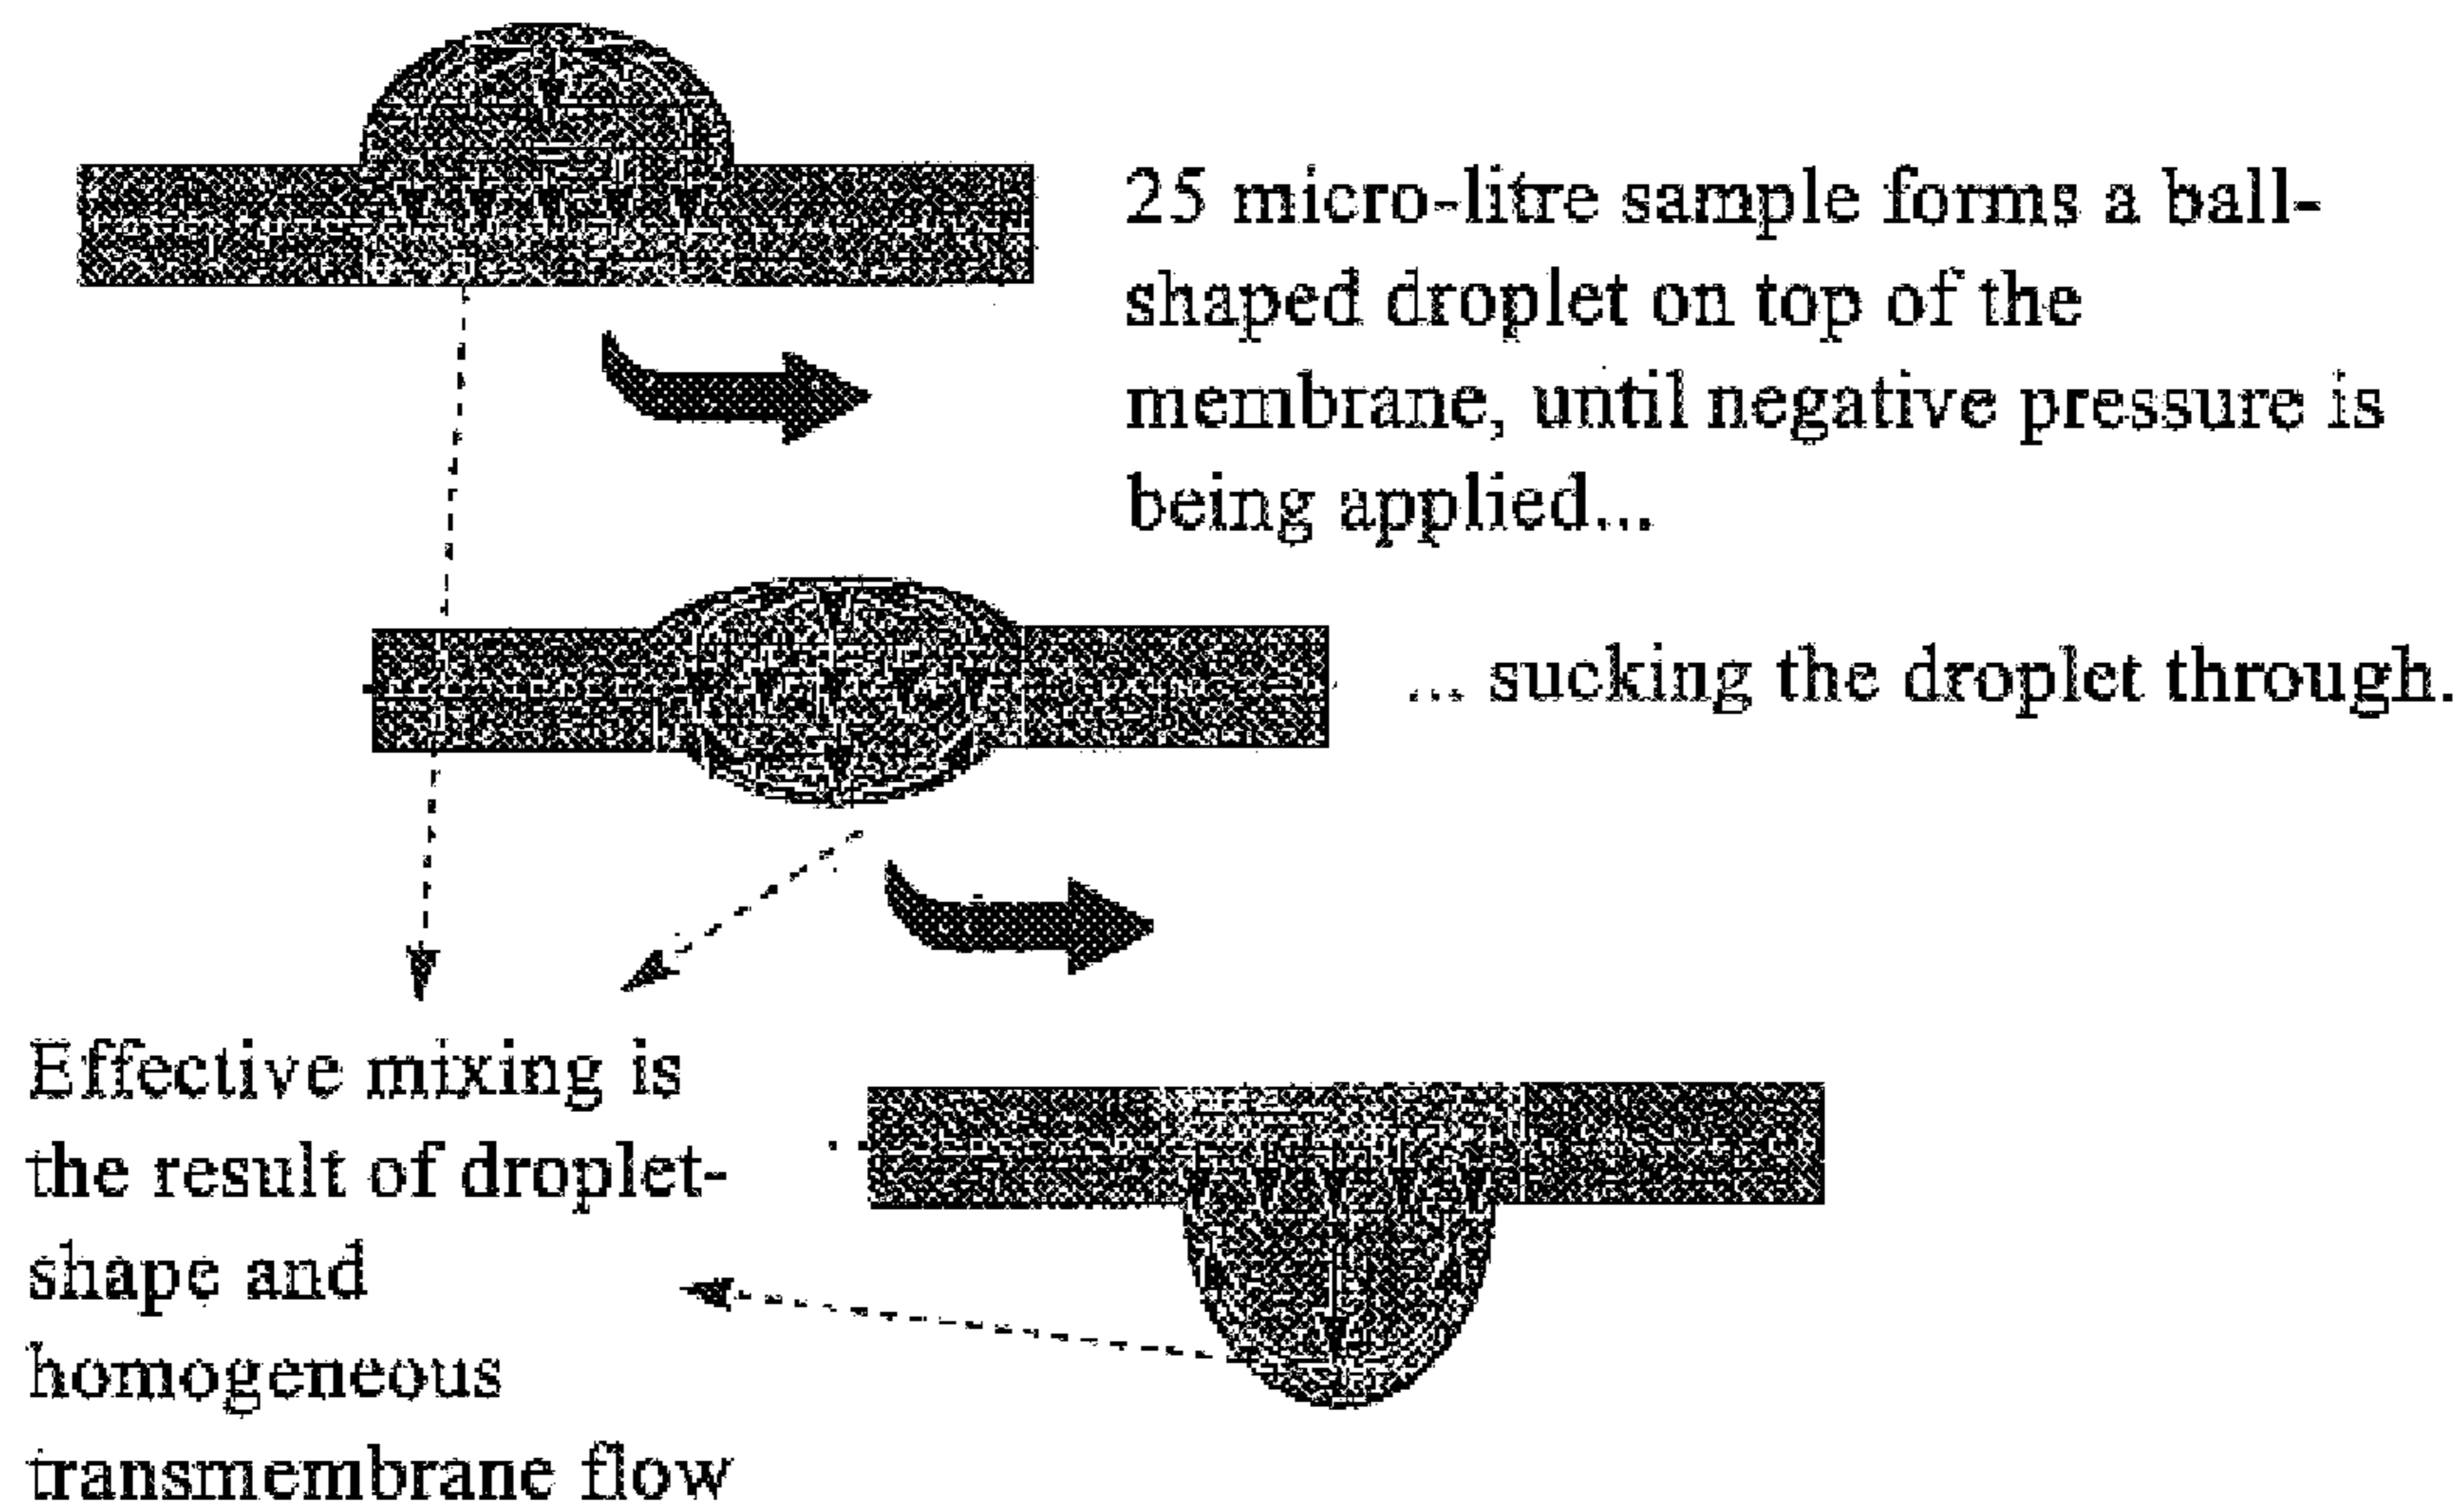 25 micro-litre sample forms a ball-
shaped droplet on top of the
membrane, until negative pressure is
being applied...
... sucking the droplet through.
Effective mixing is
the result of droplet-
shape and
homogeneous
transmembrane flow